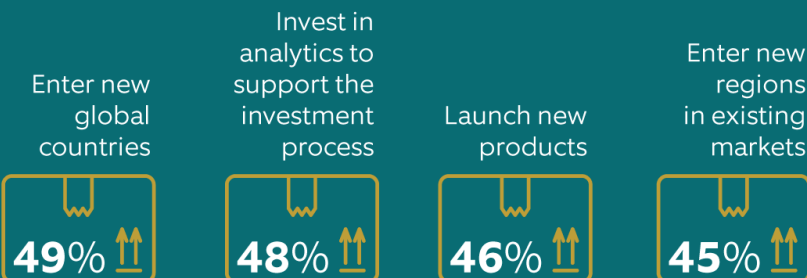 Enter new
global
countries
49%
Invest in
analytics to
support the
investment
process
48%
Launch new
products
46%
Enter new
regions
in existing
markets
45%